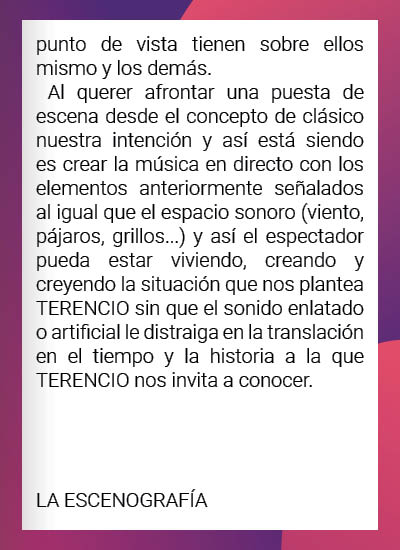 punto de vista tienen sobre ellos
mismo y los demás.
Al querer afrontar una puesta de
escena desde el concepto de clásico
nuestra intención y así está siendo
es crear la música en directo con los
elementos anteriormente señalados
al igual que el espacio sonoro (viento,
pájaros, grillos...) y así el espectador
pueda estar viviendo, creando y
creyendo la situación que nos plantea
TERENCIO sin que el sonido enlatado
o artificial le distraiga en la translación
en el tiempo y la historia a la que
TERENCIO nos invita a conocer.
LA ESCENOGRAFÍA